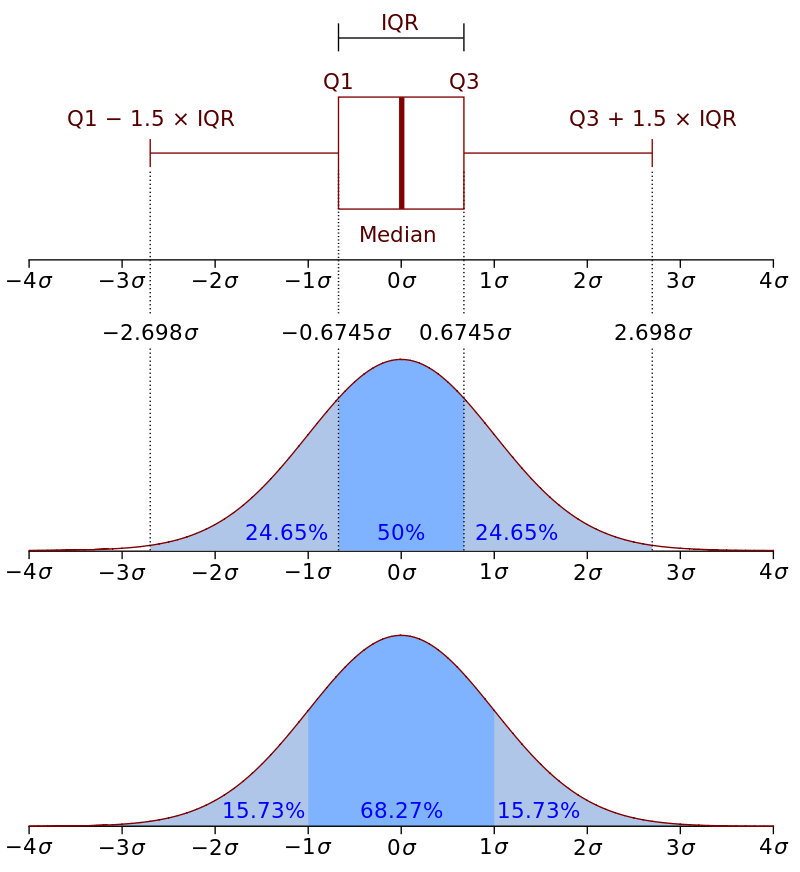 IQR
Q1 Q3
Q1 − 1.5 × IQR Q3 + 1.5 × IQR
Median
−4σ −3σ −2σ −1σ 0σ 1σ 2σ 3σ 4σ
−2.698σ −0.6745σ 0.6745σ 2.698σ
24.65% 50% 24.65%
−4σ −3σ −2σ −1σ 0σ 1σ 2σ 3σ 4σ
15.73% 68.27% 15.73%
−4σ −3σ −2σ −1σ 0σ 1σ 2σ 3σ 4σ